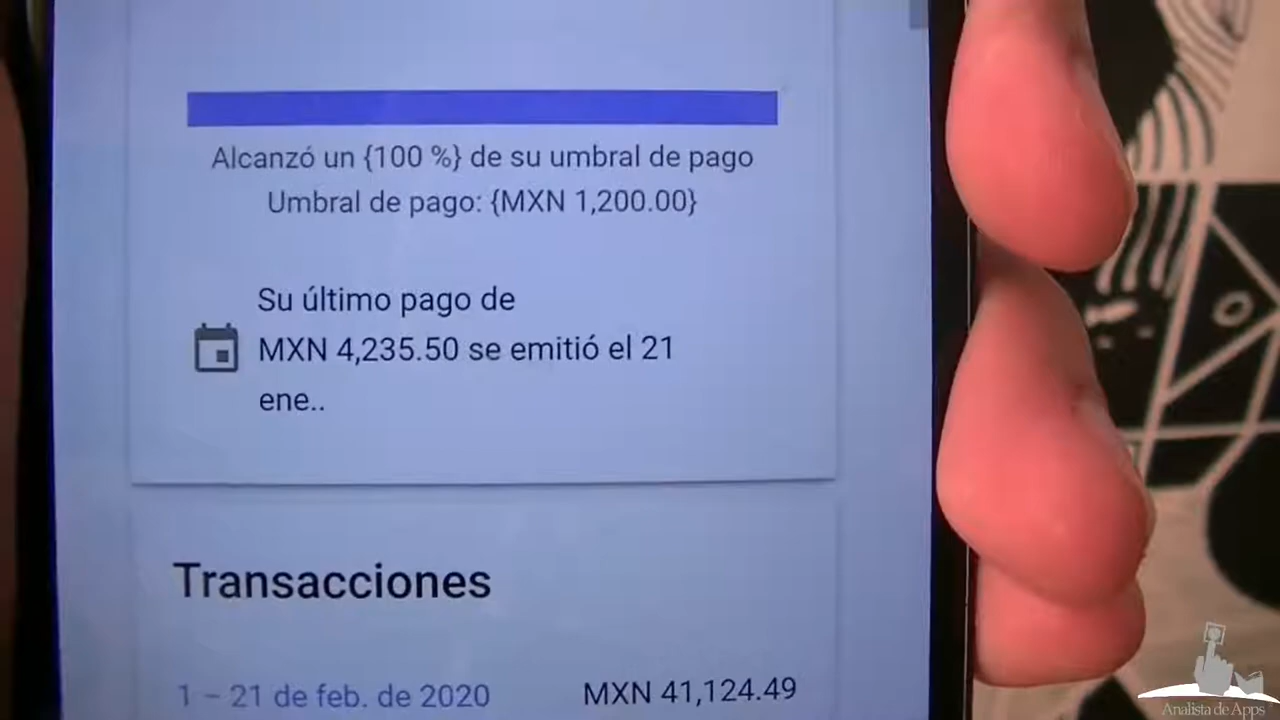 Alcanzó un {100 %} de su umbral de pago
Umbral de pago: {MXN 1,200.00}
Su último pago de
MXN 4,235.50 se emitió el 21
ene..
Transacciones
1 – 21 de feb. de 2020 MXN 41,124.49
Analista de Apps